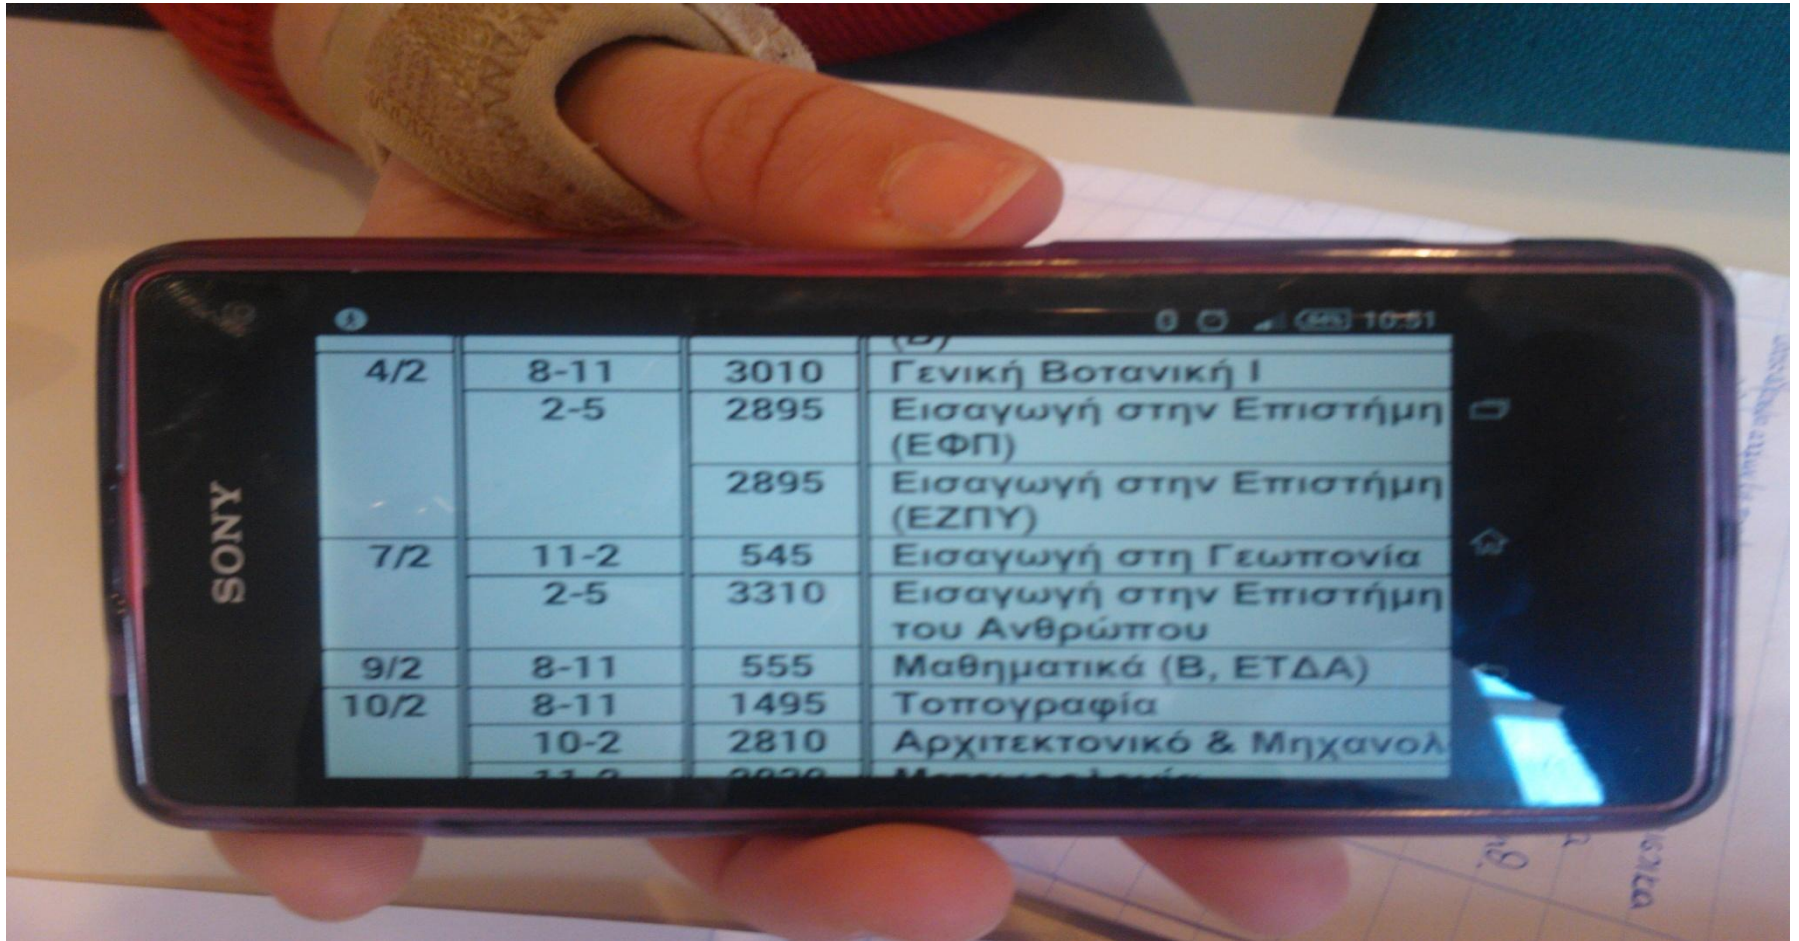 10:51
(Β)
4/2 8-11 3010 Γενική Βοτανική Ι
2-5 2895 Εισαγωγή στην Επιστήμη
(ΕΦΠ)
2895 Εισαγωγή στην Επιστήμη
(ΕΖΠΥ)
7/2 11-2 545 Εισαγωγή στη Γεωπονία
2-5 3310 Εισαγωγή στην Επιστήμη
του Ανθρώπου
9/2 8-11 555 Μαθηματικά (Β, ΕΤΔΑ)
10/2 8-11 1495 Τοπογραφία
10-2 2810 Αρχιτεκτονικό & Μηχανολ
SONY